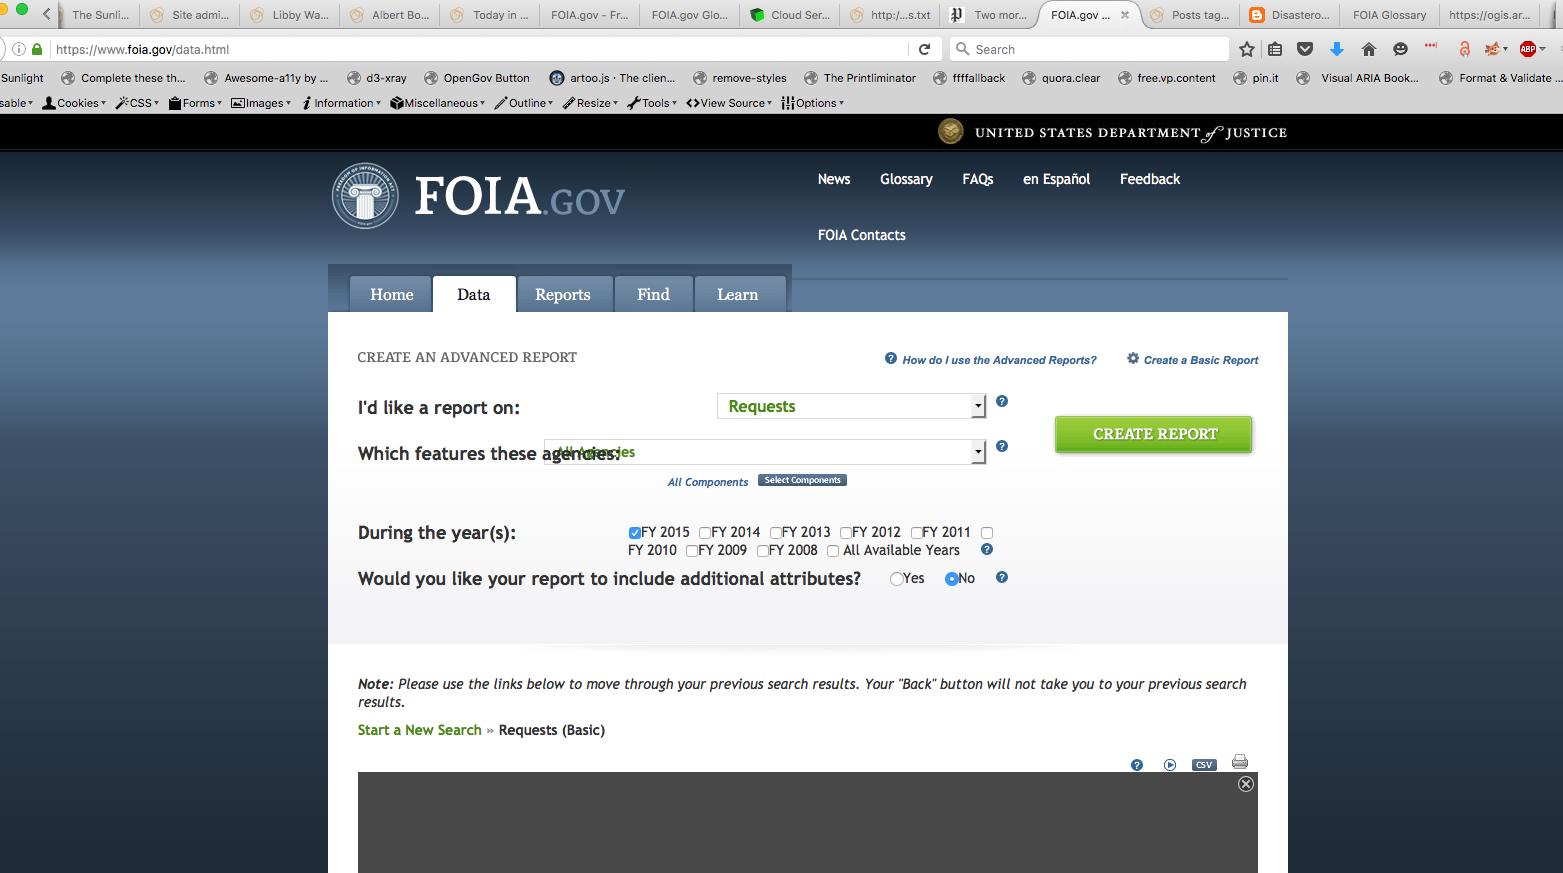 The Sunli...
Site admi...
Libby Wa...
Albert Bo...
Today in ...
FOIA.gov - Fr...
FOIA.gov Glo...
Cloud Ser...
http:/...s.txt
Two mor...
FOIA.gov ...
Posts tag...
Disastero...
FOIA Glossary
https://ogis.ar...
https://www.foia.gov/data.html
Search
ABP
Sunlight
Complete these th...
Awesome-a11y by ...
d3-xray
OpenGov Button
artoo.js · The clien...
remove-styles
The Printliminator
ffffallback
quora.clear
free.vp.content
pin.it
Visual ARIA Book...
Format & Validate ...
sable
Cookies
CSS
Forms
Images
Information
Miscellaneous
Outline
Resize
Tools
View Source
Options
UNITED STATES DEPARTMENT of JUSTICE
FOIA.GOV
News
Glossary
FAQs
en Español
Feedback
FOIA Contacts
Home
Data
Reports
Find
Learn
CREATE AN ADVANCED REPORT
How do I use the Advanced Reports?
Create a Basic Report
I'd like a report on:
Requests
CREATE REPORT
Which features these agencies:
All Agencies
All Components
Select Components
During the year(s):
FY 2015 FY 2014 FY 2013 FY 2012 FY 2011
FY 2010 FY 2009 FY 2008 All Available Years
Would you like your report to include additional attributes?
Yes
No
Note: Please use the links below to move through your previous search results. Your "Back" button will not take you to your previous search
results.
Start a New Search » Requests (Basic)
CSV